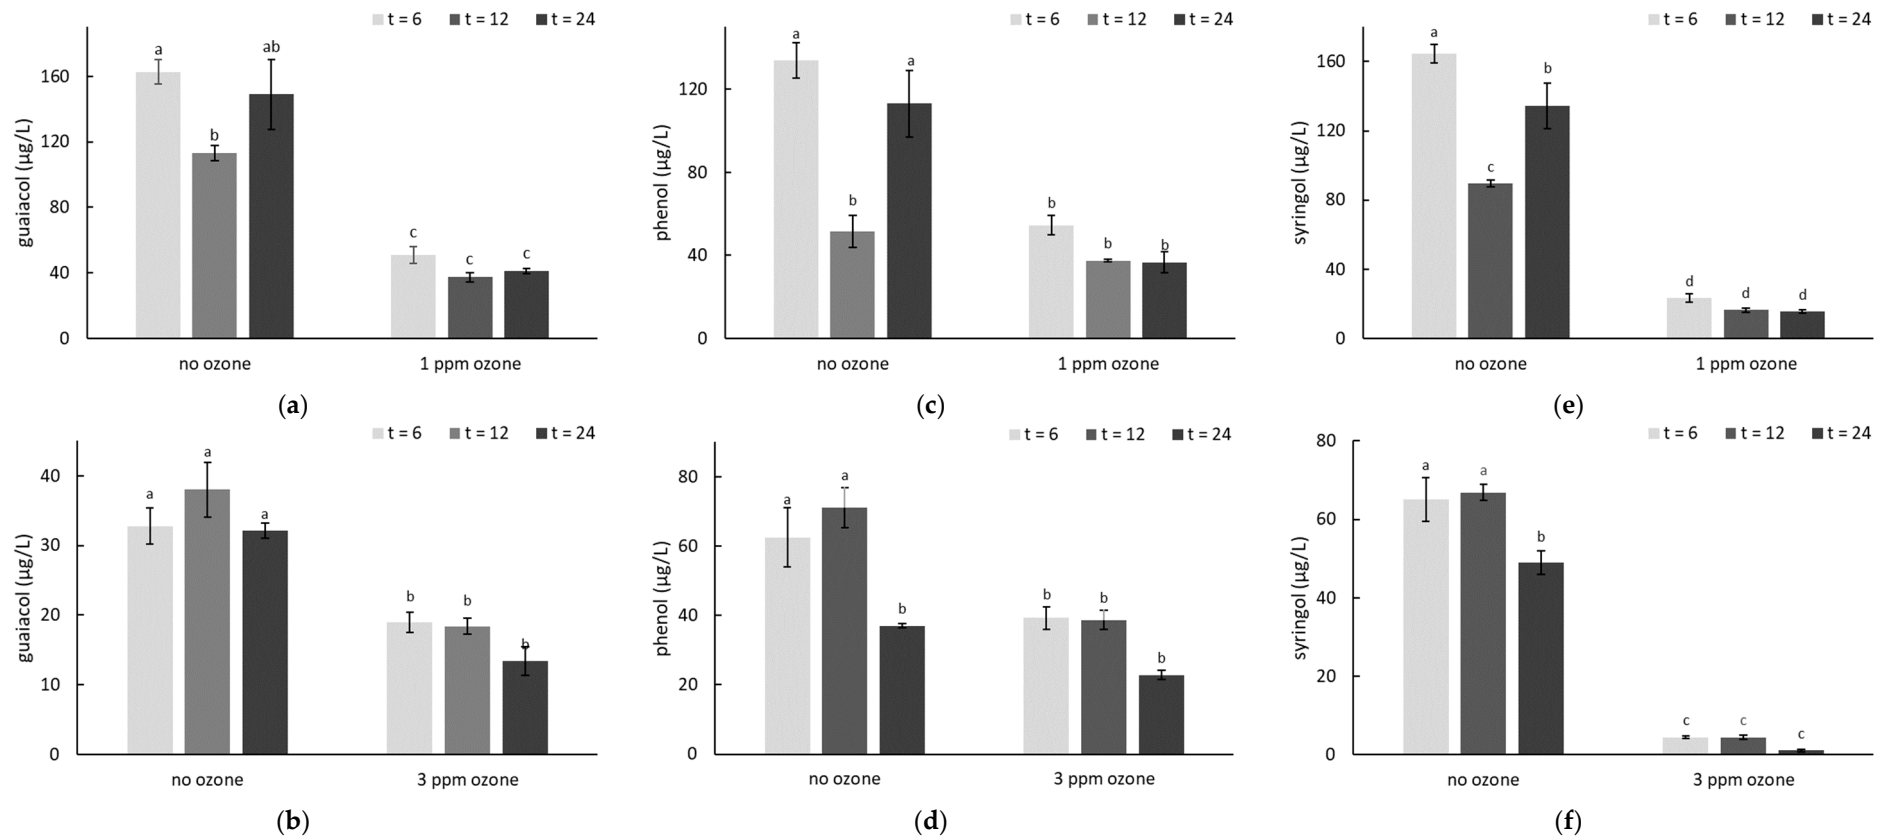 t = 6 t = 12 t = 24
guaiacol (µg/L)
160
120
80
40
0
a
b
ab
c
c
c
no ozone 1 ppm ozone
(a)
t = 6 t = 12 t = 24
phenol (µg/L)
120
80
40
0
a
b
a
b
b
b
no ozone 1 ppm ozone
(c)
t = 6 t = 12 t = 24
syringol (µg/L)
160
120
80
40
0
a
c
b
d
d
d
no ozone 1 ppm ozone
(e)
t = 6 t = 12 t = 24
guaiacol (µg/L)
40
30
20
10
0
a
a
a
b
b
b
no ozone 3 ppm ozone
(b)
t = 6 t = 12 t = 24
phenol (µg/L)
80
60
40
20
0
a
a
b
b
b
b
no ozone 3 ppm ozone
(d)
t = 6 t = 12 t = 24
syringol (µg/L)
80
60
40
20
0
a
a
b
c
c
c
no ozone 3 ppm ozone
(f)